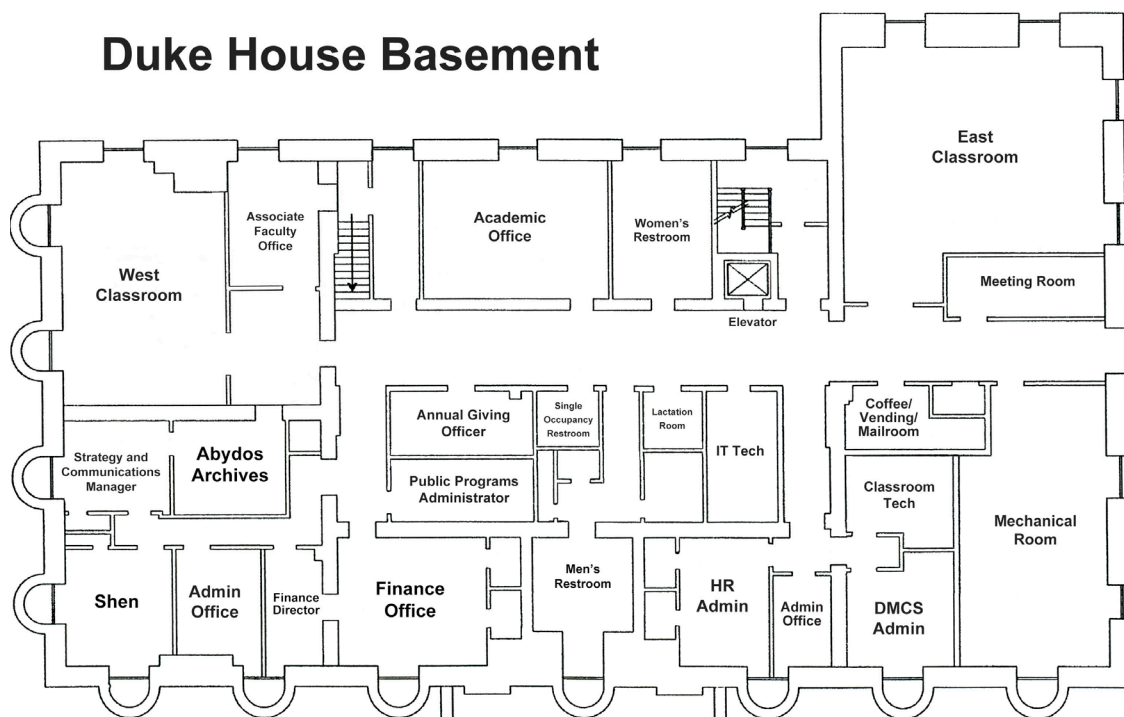 Duke House Basement
East
Classroom
Associate
Faculty
Office
Academic
Office
Women's
Restroom
West
Classroom
Meeting Room
Elevator
Annual Giving
Officer
Single
Occupancy
Restroom
Lactation
Room
Coffee/
Vending/
Mailroom
Strategy and
Communications
Manager
Abydos
Archives
IT Tech
Public Programs
Administrator
Classroom
Tech
Mechanical
Room
Shen
Admin
Office
Finance
Director
Finance
Office
Men's
Restroom
HR
Admin
Admin
Office
DMCS
Admin